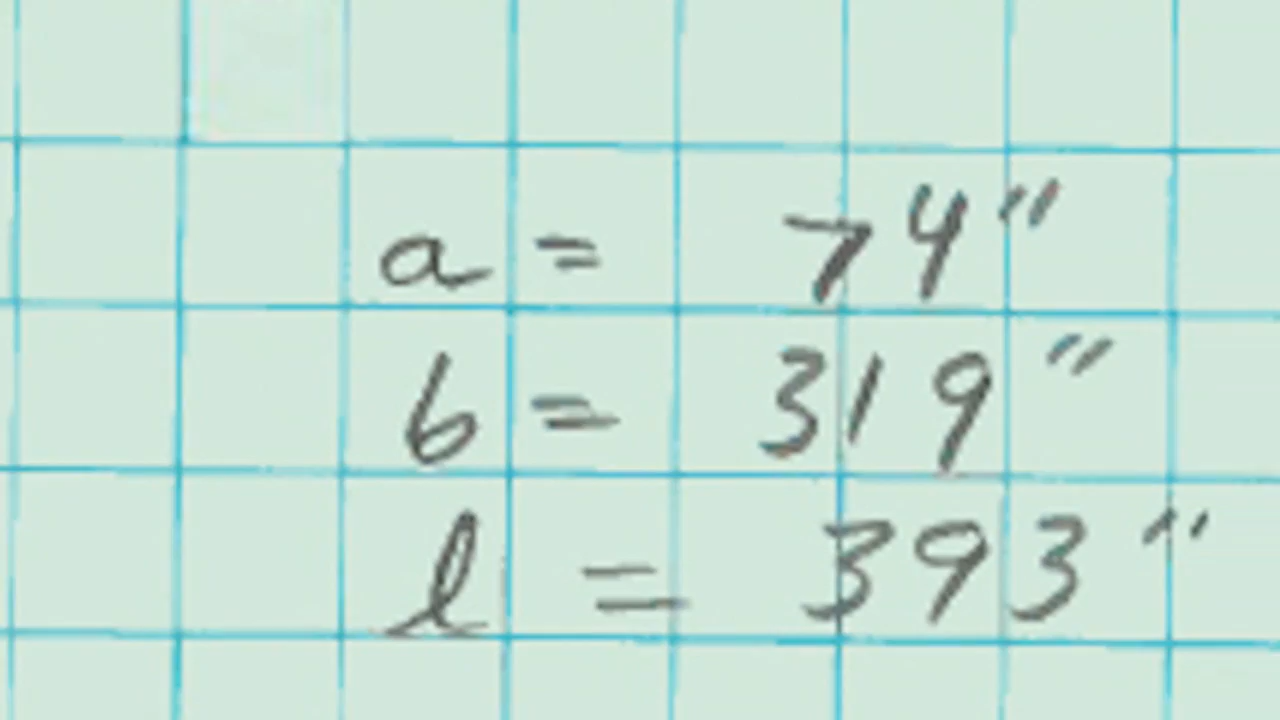 a = 74"
b = 319"
l = 393"